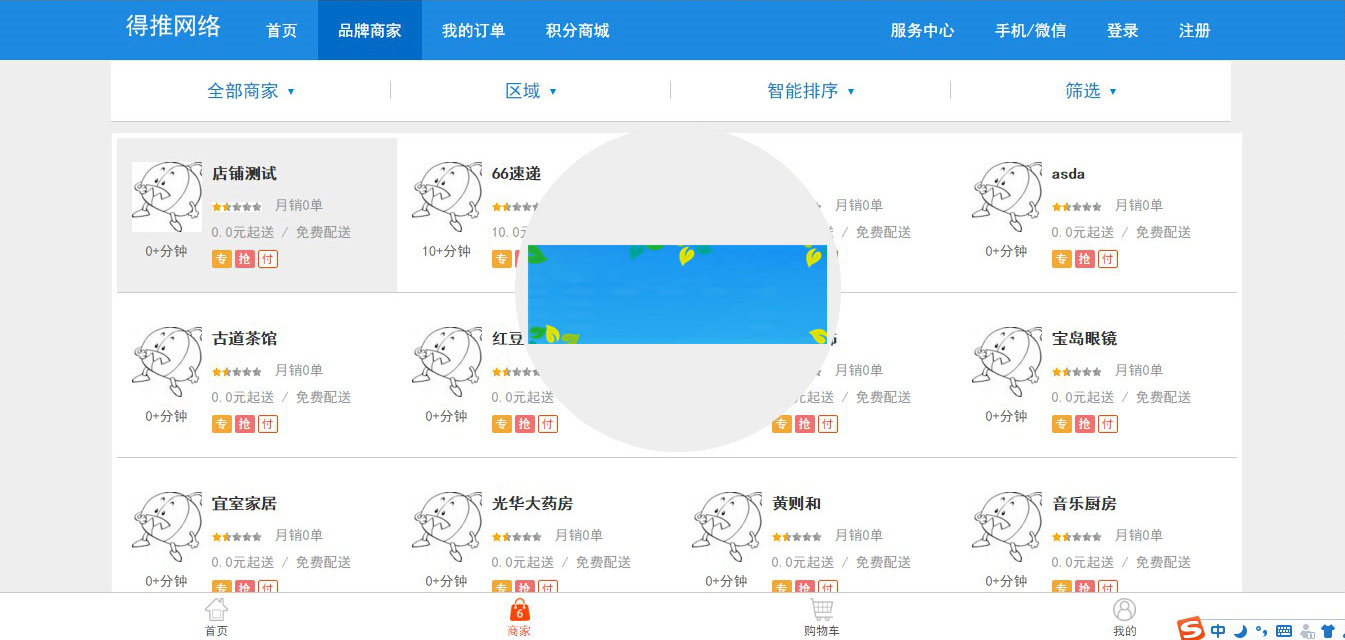 得推网络 首页 品牌商家 我的订单 积分商城 服务中心 手机/微信 登录 注册
全部商家 ▼ 区域 ▼ 智能排序 ▼ 筛选 ▼
店铺测试 66速递 asda
月销0单 月销0单 月销0单
0.0元起送 / 免费配送 10.0元 / 免费配送 0.0元起送 / 免费配送
0+分钟 10+分钟 0+分钟
专 抢 付 专 专 抢 付
古道茶馆 红豆 宝岛眼镜
月销0单 月销0单 月销0单
0.0元起送 / 免费配送 0.0元起送 / 免费配送 0.0元起送 / 免费配送
0+分钟 0+分钟 0+分钟
专 抢 付 专 抢 付 专 抢 付 专 抢 付
宜室家居 光华大药房 黄则和 音乐厨房
月销0单 月销0单 月销0单 月销0单
0.0元起送 / 免费配送 0.0元起送 / 免费配送 0.0元起送 / 免费配送 0.0元起送 / 免费配送
0+分钟 0+分钟 0+分钟 0+分钟
专 抢 付 专 抢 付 专 抢 付 专 抢 付
6
首页 商家 购物车 我的
S 中